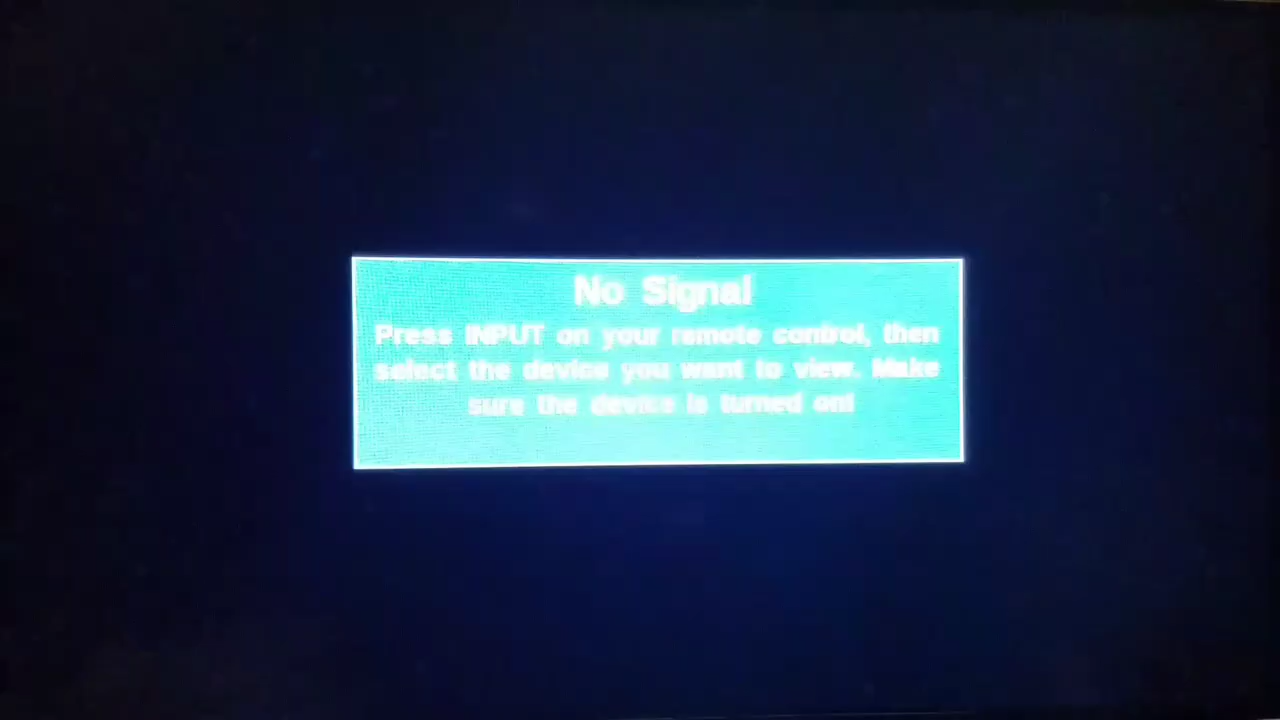 No Signal
Press INPUT on your remote control, then
select the device you want to view. Make
sure the device is turned on!